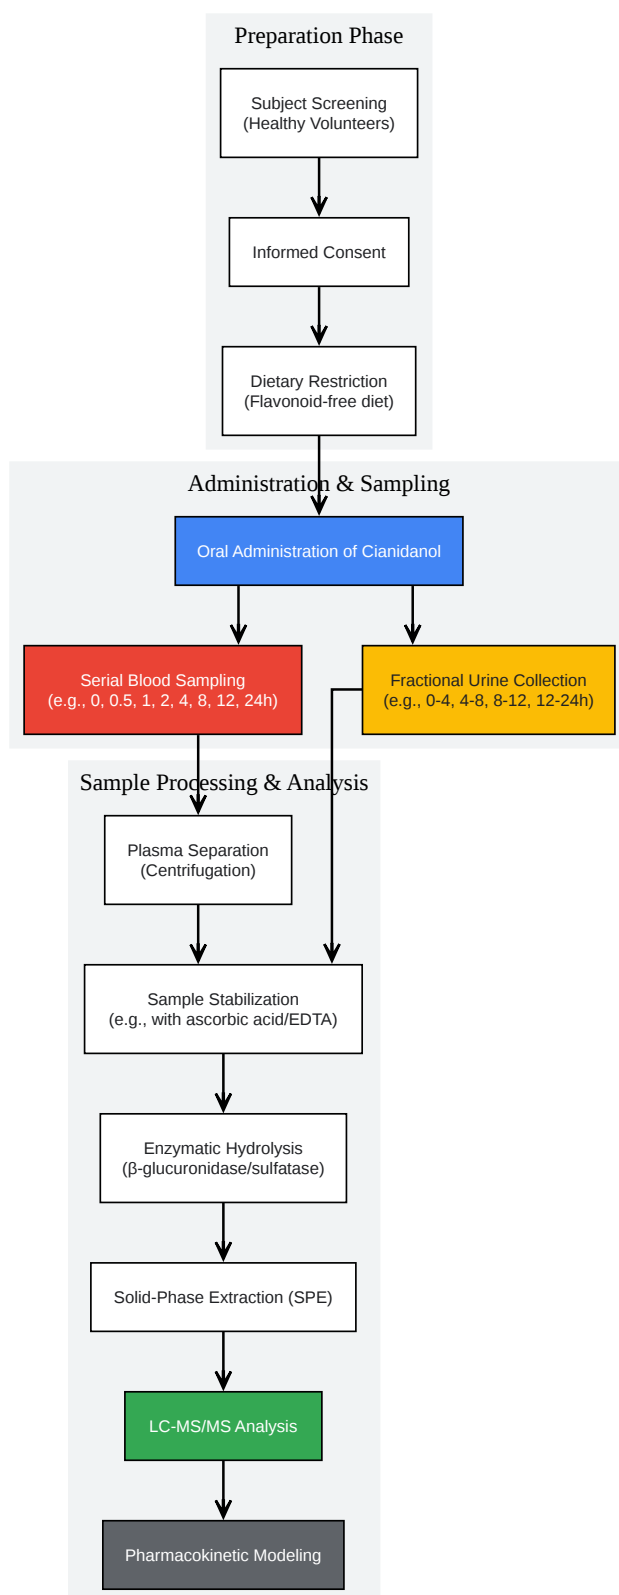 Preparation Phase
Subject Screening
(Healthy Volunteers)
Informed Consent
Dietary Restriction
(Flavonoid-free diet)
Administration & Sampling
Oral Administration of Cianidanol
Serial Blood Sampling
(e.g., 0, 0.5, 1, 2, 4, 8, 12, 24h)
Fractional Urine Collection
(e.g., 0-4, 4-8, 8-12, 12-24h)
Sample Processing & Analysis
Plasma Separation
(Centrifugation)
Sample Stabilization
(e.g., with ascorbic acid/EDTA)
Enzymatic Hydrolysis
(β-glucuronidase/sulfatase)
Solid-Phase Extraction (SPE)
LC-MS/MS Analysis
Pharmacokinetic Modeling